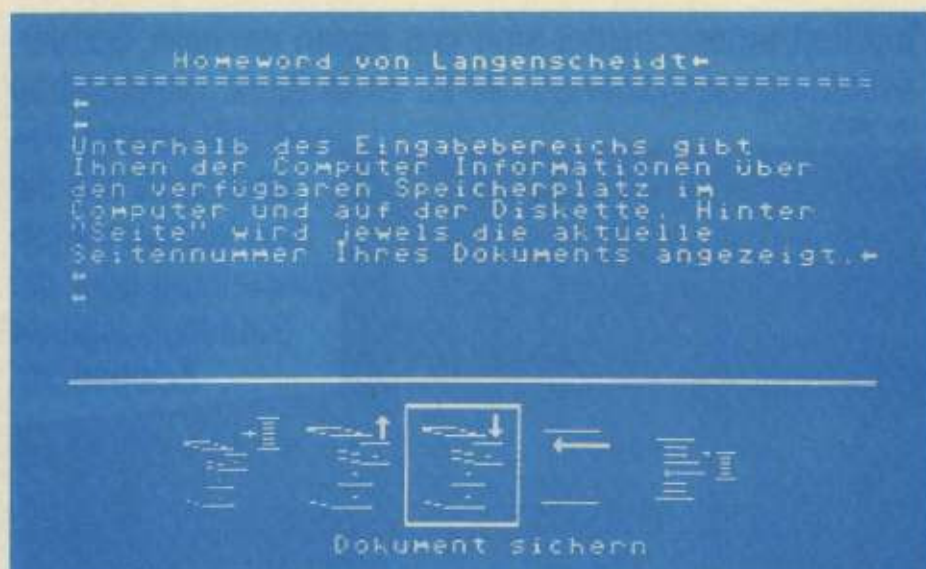 Homeword von Langenscheidt←
===========================================
←
←
Unterhalb des Eingabebereichs gibt
Ihnen der Computer Informationen über
den verfügbaren Speicherplatz im
Computer und auf der Diskette. Hinter
"Seite" wird jewels die aktuelle
Seitennummer Ihres Dokuments angezeigt.←
←
←
Dokument sichern